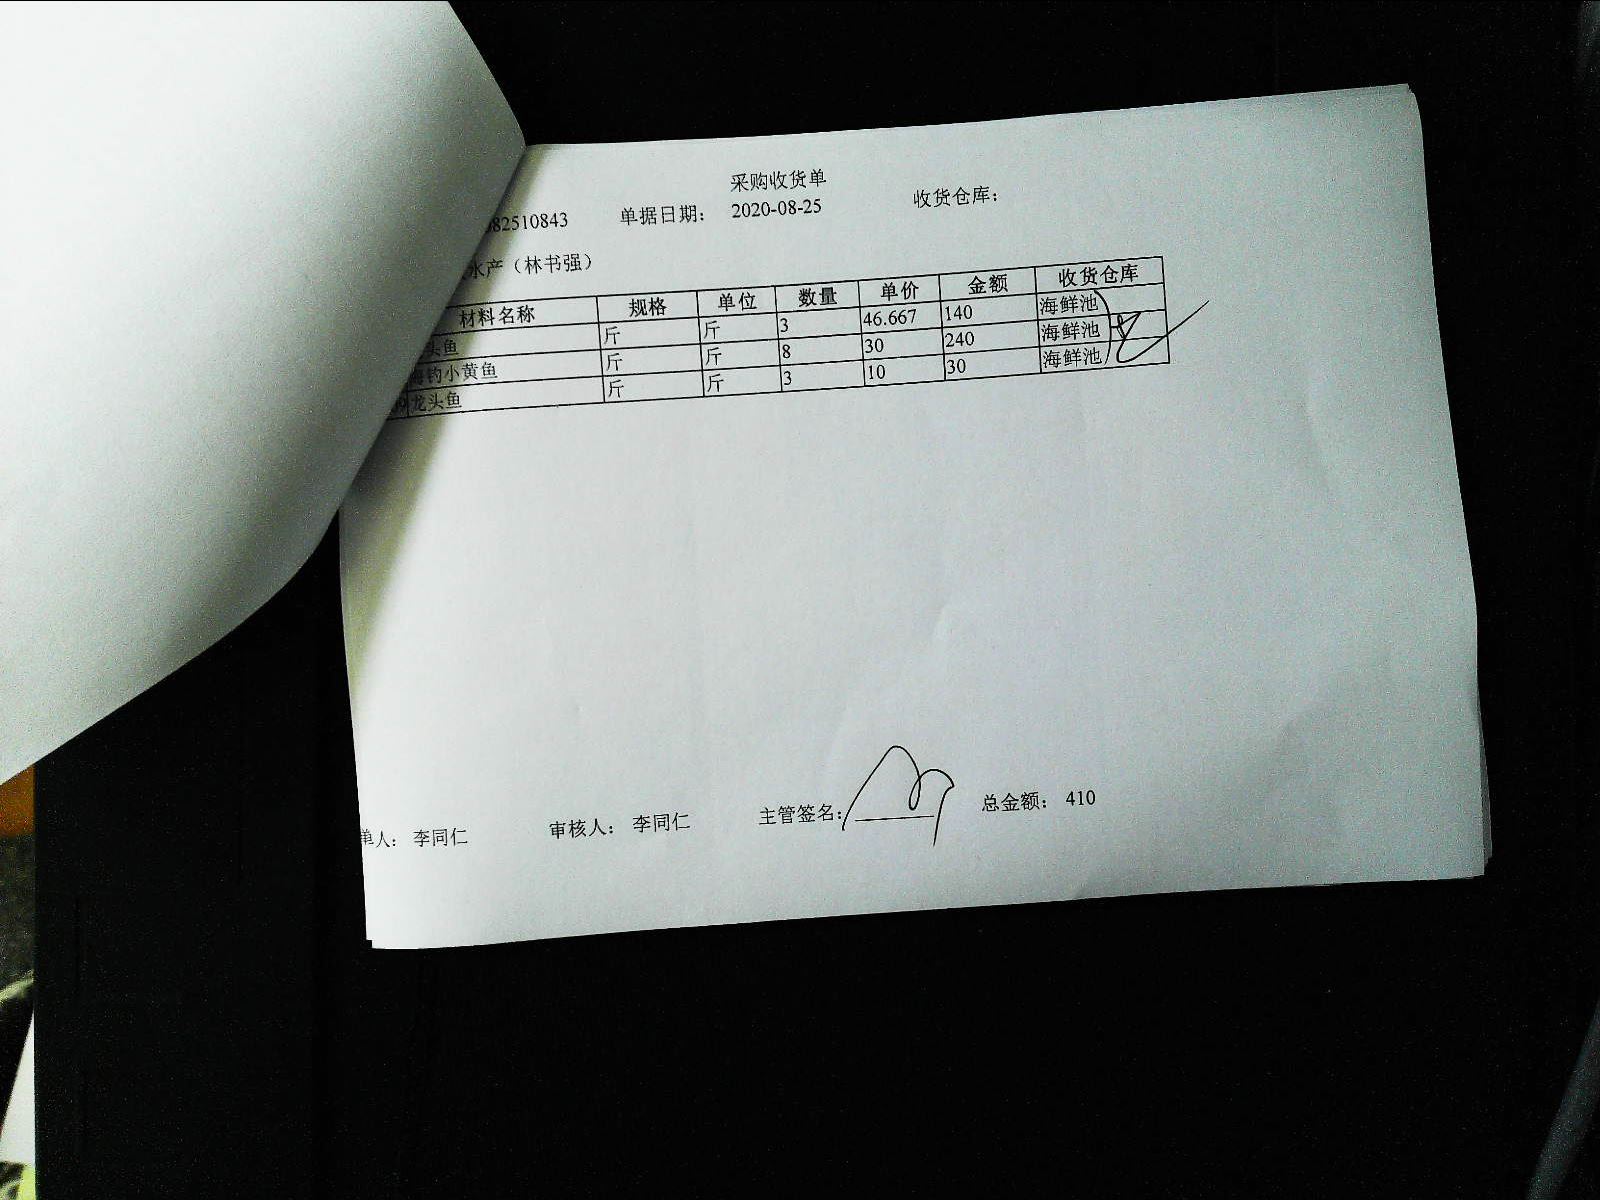 采购收货单
082510843 单据日期： 2020-08-25 收货仓库：
水产（林书强）
材料名称 规格 单位 数量 单价 金额 收货仓库
头鱼 斤 斤 3 46.667 140 海鲜池
海钓小黄鱼 斤 斤 8 30 240 海鲜池
龙头鱼 斤 斤 3 10 30 海鲜池
单人： 李同仁 审核人： 李同仁 主管签名： 总金额： 410